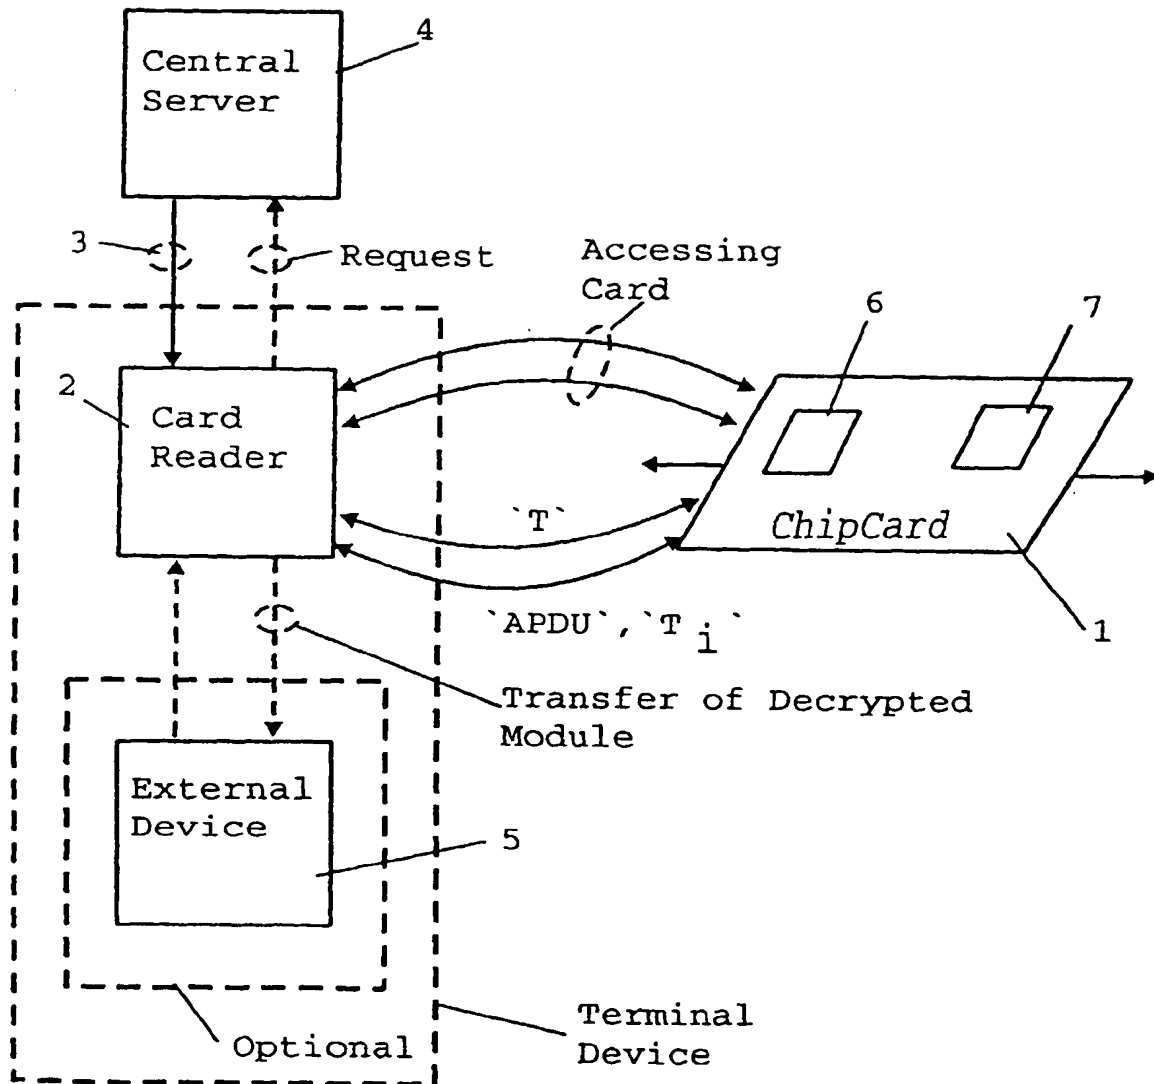 4
Central
Server
3
Request
Accessing
Card
6
7
2
Card
Reader
`T`
ChipCard
`APDU`,`T i `
1
Transfer of Decrypted
Module
External
Device
5
Optional
Terminal
Device